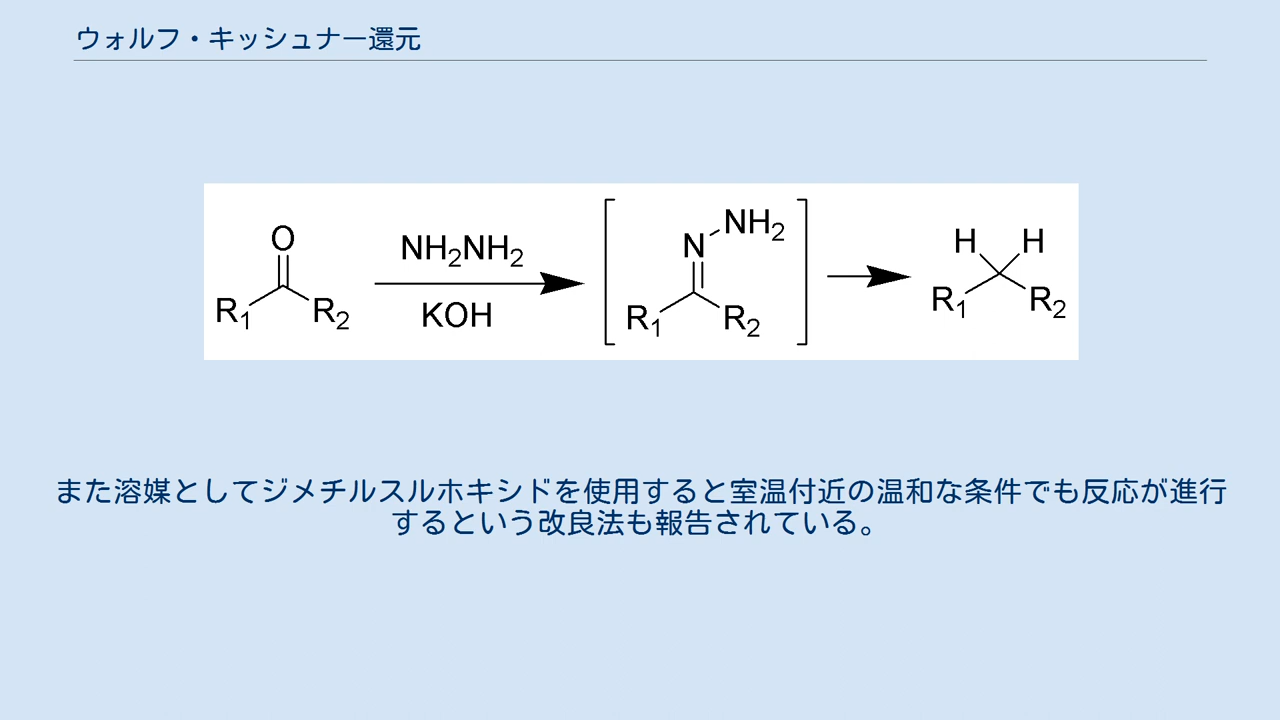 ウォルフ・キッシュナー還元
O
R1 R2
NH2NH2
KOH
N NH2
R1 R2
H H
R1 R2
また溶媒としてジメチルスルホキシドを使用すると室温付近の温和な条件でも反応が進行
するという改良法も報告されている。